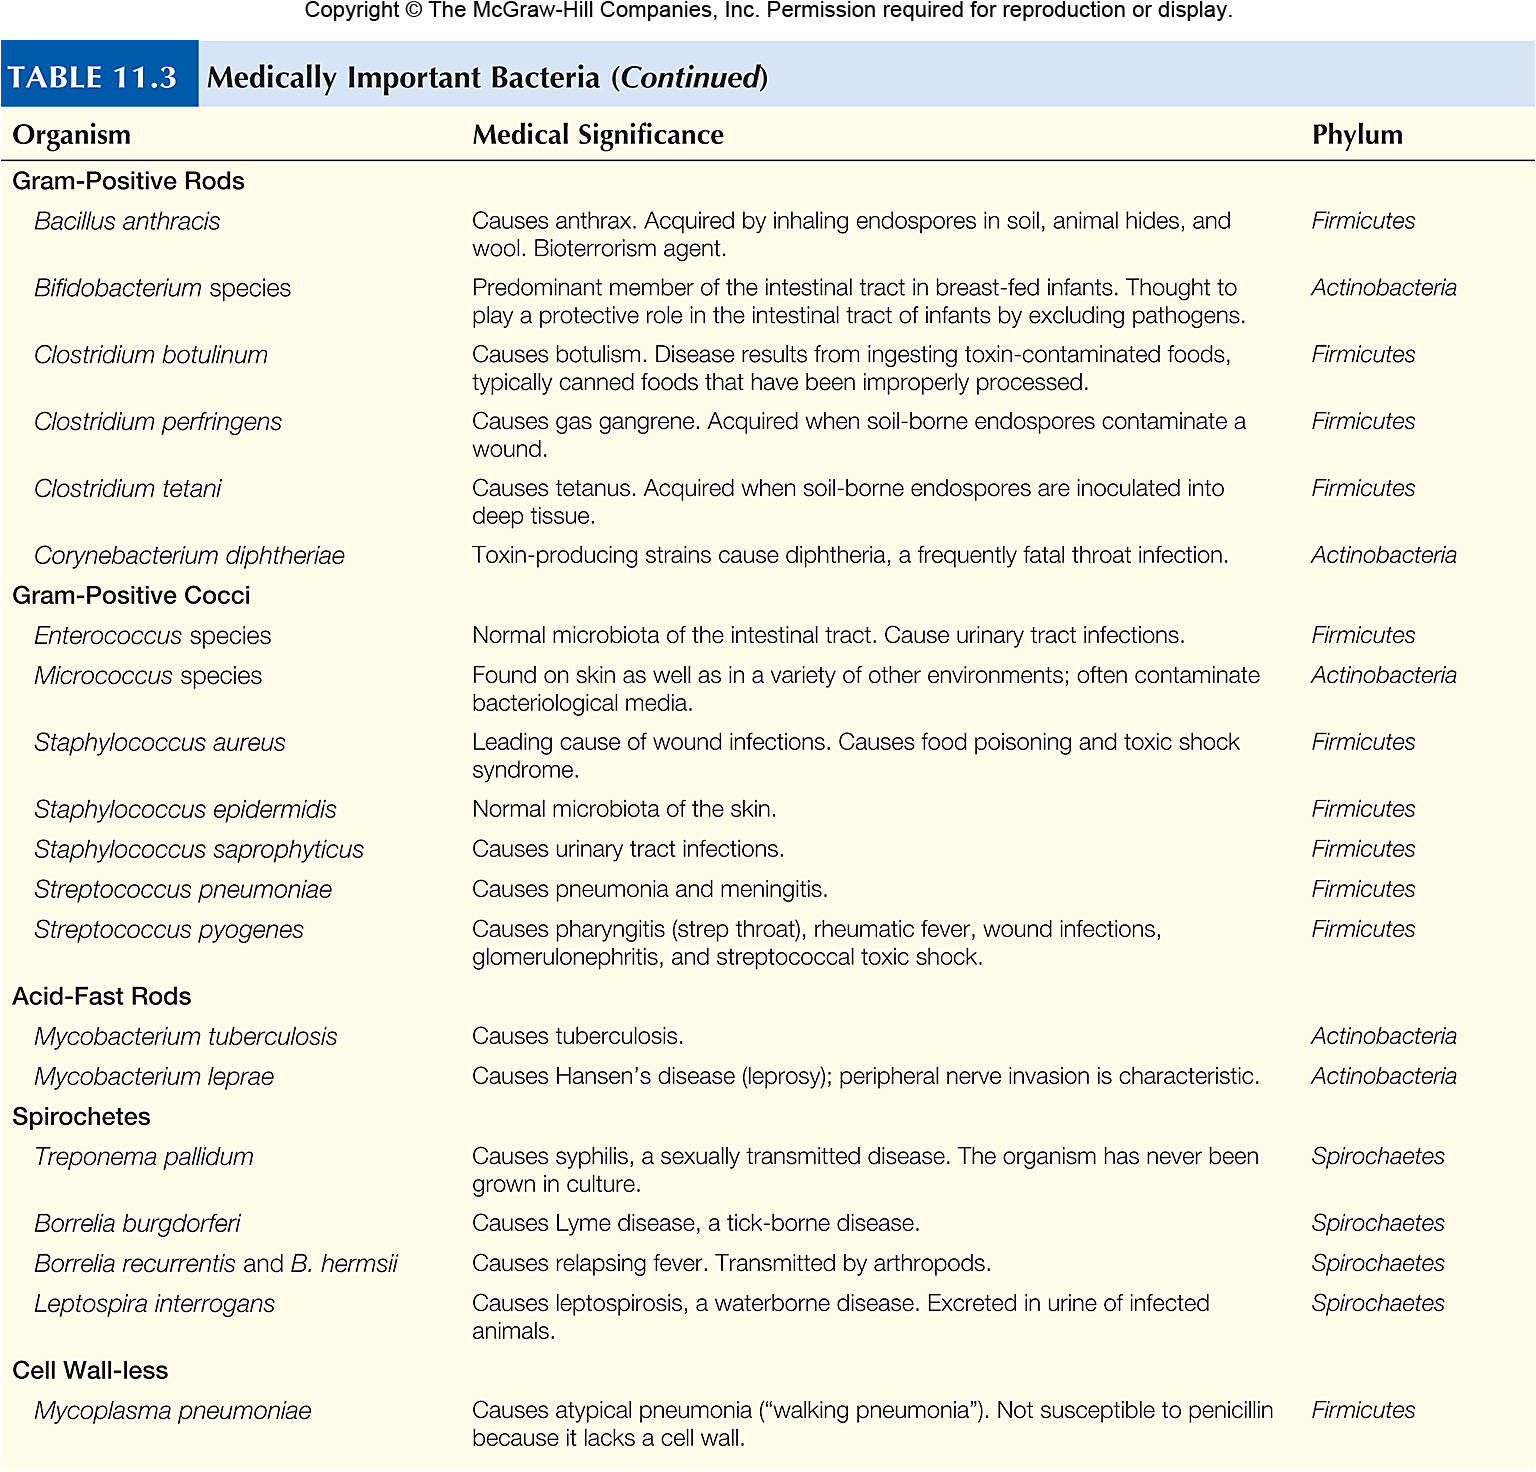 Copyright © The McGraw-Hill Companies, Inc. Permission required for reproduction or display.
TABLE 11.3 Medically Important Bacteria (Continued)
Organism Medical Significance Phylum
Gram-Positive Rods
Bacillus anthracis Causes anthrax. Acquired by inhaling endospores in soil, animal hides, and Firmicutes
wool. Bioterrorism agent.
Bifidobacterium species Predominant member of the intestinal tract in breast-fed infants. Thought to Actinobacteria
play a protective role in the intestinal tract of infants by excluding pathogens.
Clostridium botulinum Causes botulism. Disease results from ingesting toxin-contaminated foods, Firmicutes
typically canned foods that have been improperly processed.
Clostridium perfringens Causes gas gangrene. Acquired when soil-borne endospores contaminate a Firmicutes
wound.
Clostridium tetani Causes tetanus. Acquired when soil-borne endospores are inoculated into Firmicutes
deep tissue.
Corynebacterium diphtheriae Toxin-producing strains cause diphtheria, a frequently fatal throat infection. Actinobacteria
Gram-Positive Cocci
Enterococcus species Normal microbiota of the intestinal tract. Cause urinary tract infections. Firmicutes
Micrococcus species Found on skin as well as in a variety of other environments; often contaminate Actinobacteria
bacteriological media.
Staphylococcus aureus Leading cause of wound infections. Causes food poisoning and toxic shock Firmicutes
syndrome.
Staphylococcus epidermidis Normal microbiota of the skin. Firmicutes
Staphylococcus saprophyticus Causes urinary tract infections. Firmicutes
Streptococcus pneumoniae Causes pneumonia and meningitis. Firmicutes
Streptococcus pyogenes Causes pharyngitis (strep throat), rheumatic fever, wound infections, Firmicutes
glomerulonephritis, and streptococcal toxic shock.
Acid-Fast Rods
Mycobacterium tuberculosis Causes tuberculosis. Actinobacteria
Mycobacterium leprae Causes Hansen's disease (leprosy); peripheral nerve invasion is characteristic. Actinobacteria
Spirochetes
Treponema pallidum Causes syphilis, a sexually transmitted disease. The organism has never been Spirochaetes
grown in culture.
Borrelia burgdorferi Causes Lyme disease, a tick-borne disease. Spirochaetes
Borrelia recurrentis and B. hermsii Causes relapsing fever. Transmitted by arthropods. Spirochaetes
Leptospira interrogans Causes leptospirosis, a waterborne disease. Excreted in urine of infected Spirochaetes
animals.
Cell Wall-less
Mycoplasma pneumoniae Causes atypical pneumonia (“walking pneumonia”). Not susceptible to penicillin Firmicutes
because it lacks a cell wall.